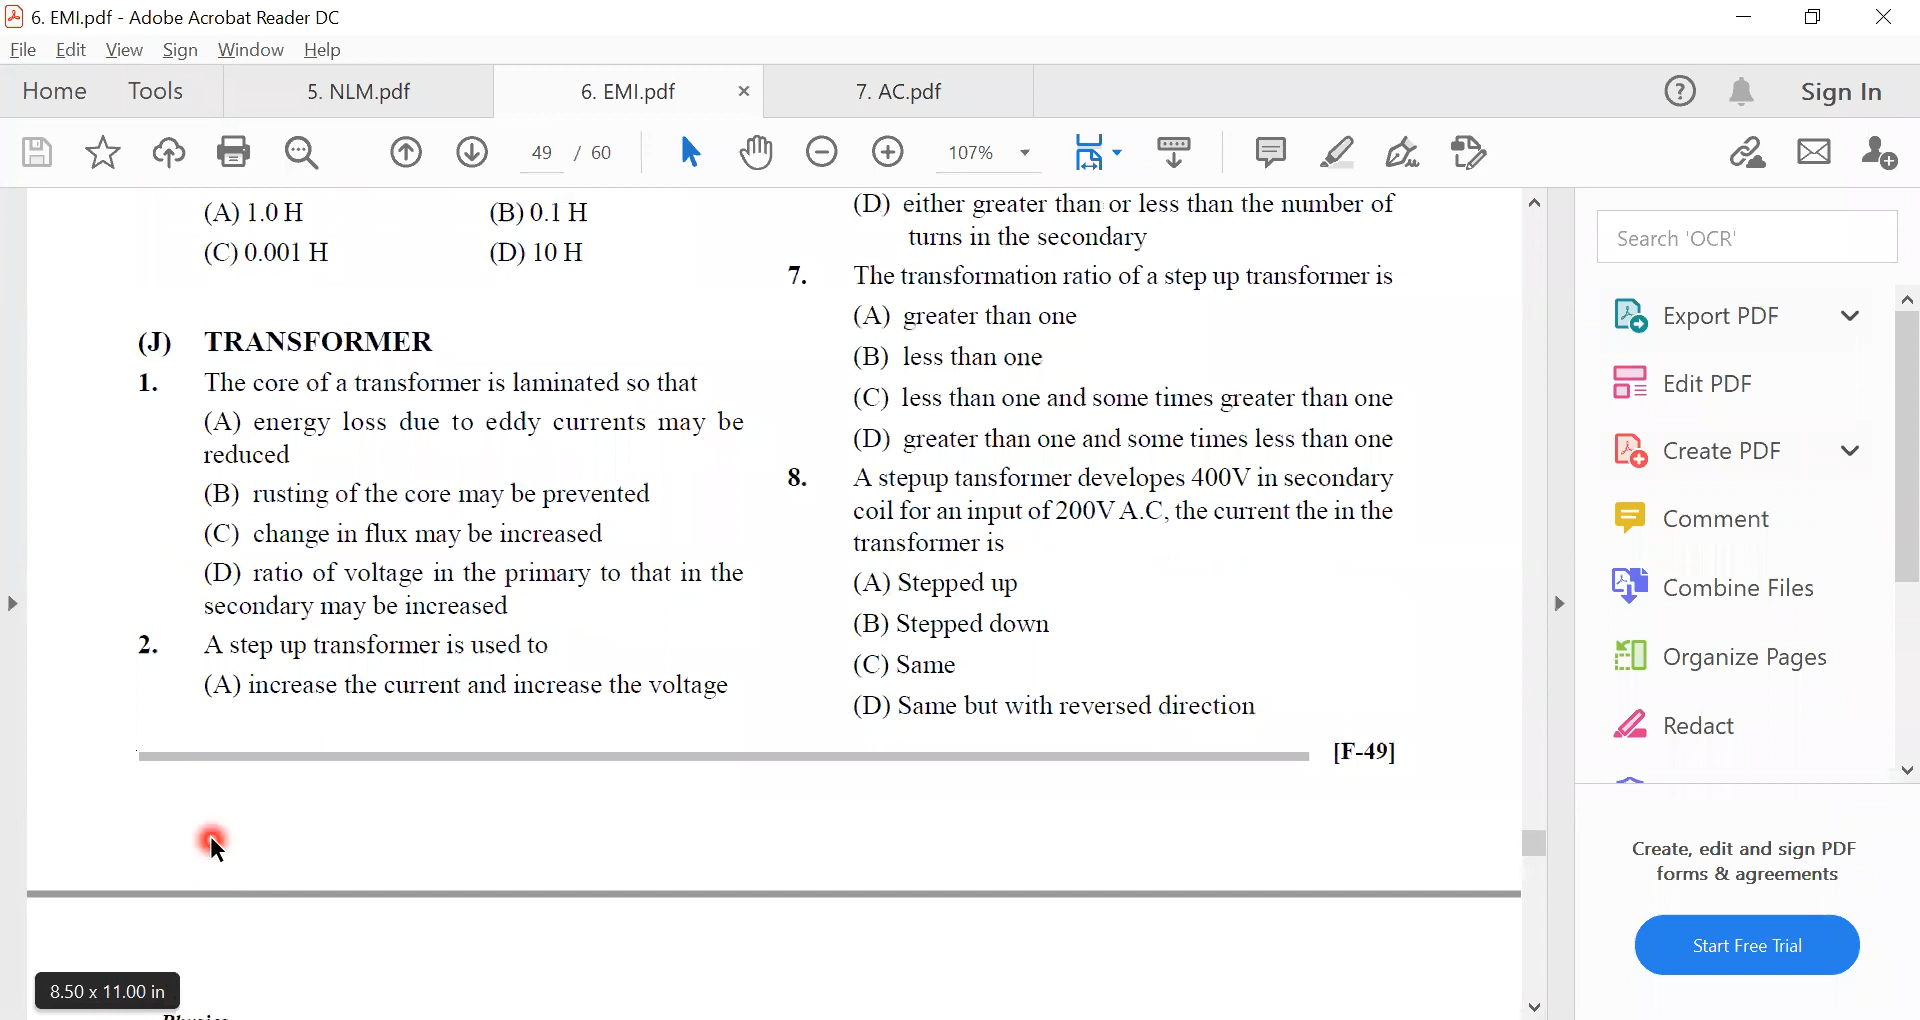 6. EMI.pdf - Adobe Acrobat Reader DC
File Edit View Sign Window Help
Home Tools 5. NLM.pdf 6. EMI.pdf 7. AC.pdf Sign In
49 / 60 107%
(A) 1.0 H (B) 0.1 H
(C) 0.001 H (D) 10 H
(J) TRANSFORMER
1. The core of a transformer is laminated so that
(A) energy loss due to eddy currents may be
reduced
(B) rusting of the core may be prevented
(C) change in flux may be increased
(D) ratio of voltage in the primary to that in the
secondary may be increased
2. A step up transformer is used to
(A) increase the current and increase the voltage
(D) either greater than or less than the number of
turns in the secondary
7. The transformation ratio of a step up transformer is
(A) greater than one
(B) less than one
(C) less than one and some times greater than one
(D) greater than one and some times less than one
8. A stepup tansformer developes 400V in secondary
coil for an input of 200V A.C, the current the in the
transformer is
(A) Stepped up
(B) Stepped down
(C) Same
(D) Same but with reversed direction
[F-49]
8.50 x 11.00 in
Search 'OCR'
Export PDF
Edit PDF
Create PDF
Comment
Combine Files
Organize Pages
Redact
Create, edit and sign PDF
forms & agreements
Start Free Trial